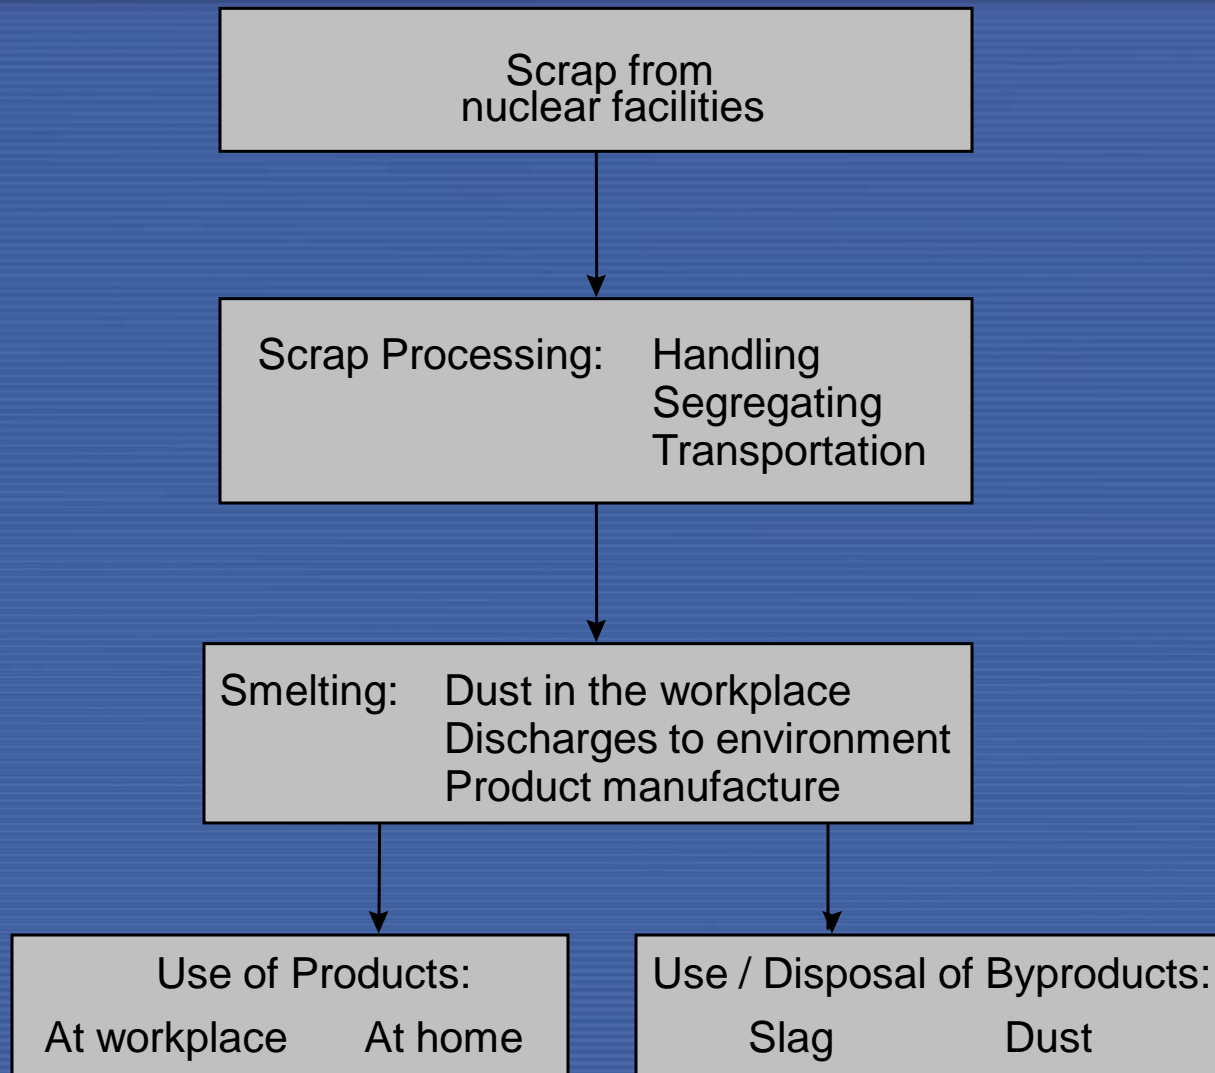 Scrap from
nuclear facilities
Scrap Processing: Handling
Segregating
Transportation
Smelting: Dust in the workplace
Discharges to environment
Product manufacture
Use of Products:
At workplace At home
Use / Disposal of Byproducts:
Slag Dust